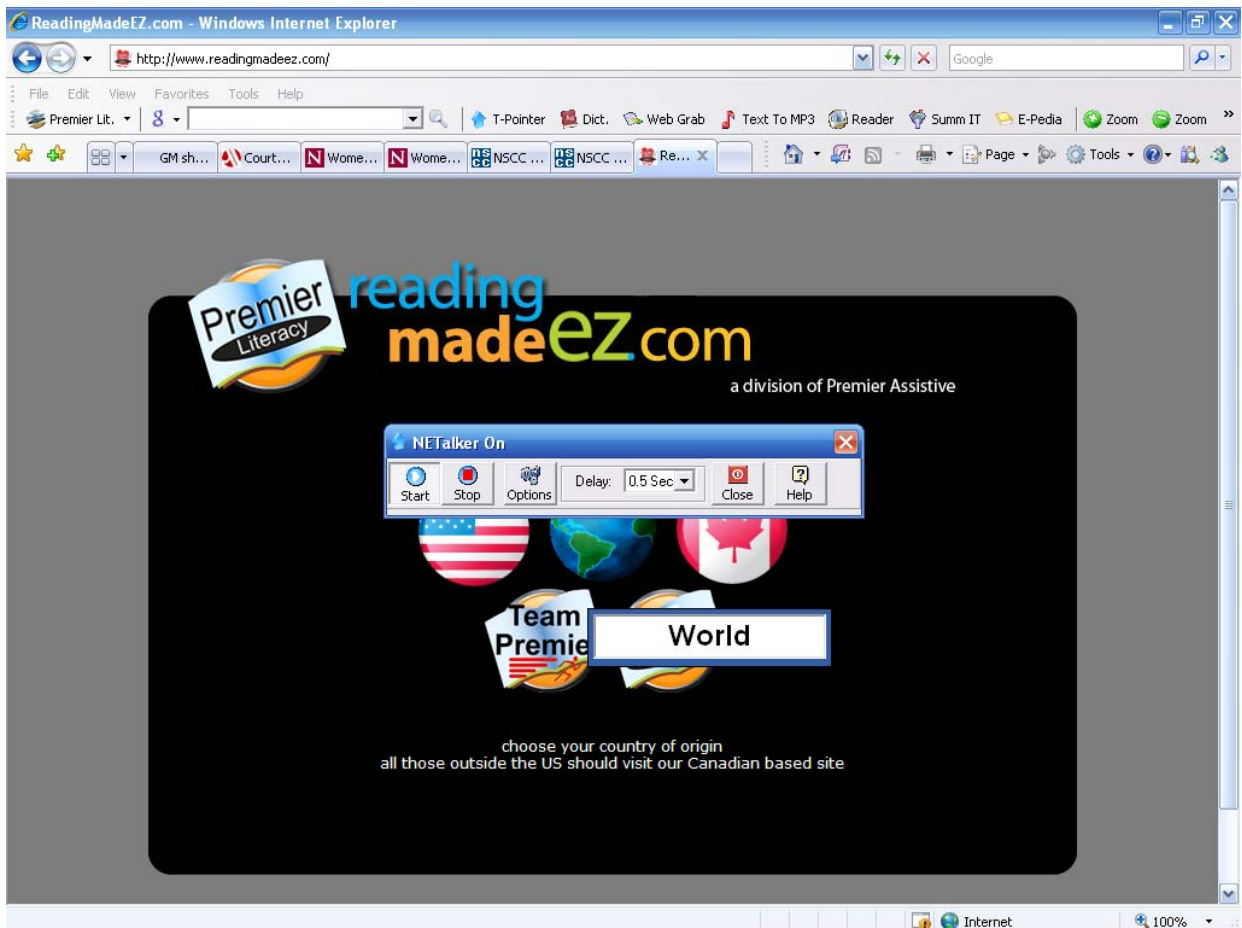 ReadingMadeEZ.com - Windows Internet Explorer
http://www.readingmadeez.com/
Google
File Edit View Favorites Tools Help
Premier Lit. T-Pointer Dict. Web Grab Text To MP3 Reader Summ IT E-Pedia Zoom Zoom »
GM sh... Court... N Wome... N Wome... NSCC ... NSCC ... Re... X Page Tools
Premier
Literacy
reading
madeez.com
a division of Premier Assistive
NETalker On
Start Stop Options Delay: 0.5 Sec Close Help
Team
Premie
World
choose your country of origin
all those outside the US should visit our Canadian based site
Internet 100%